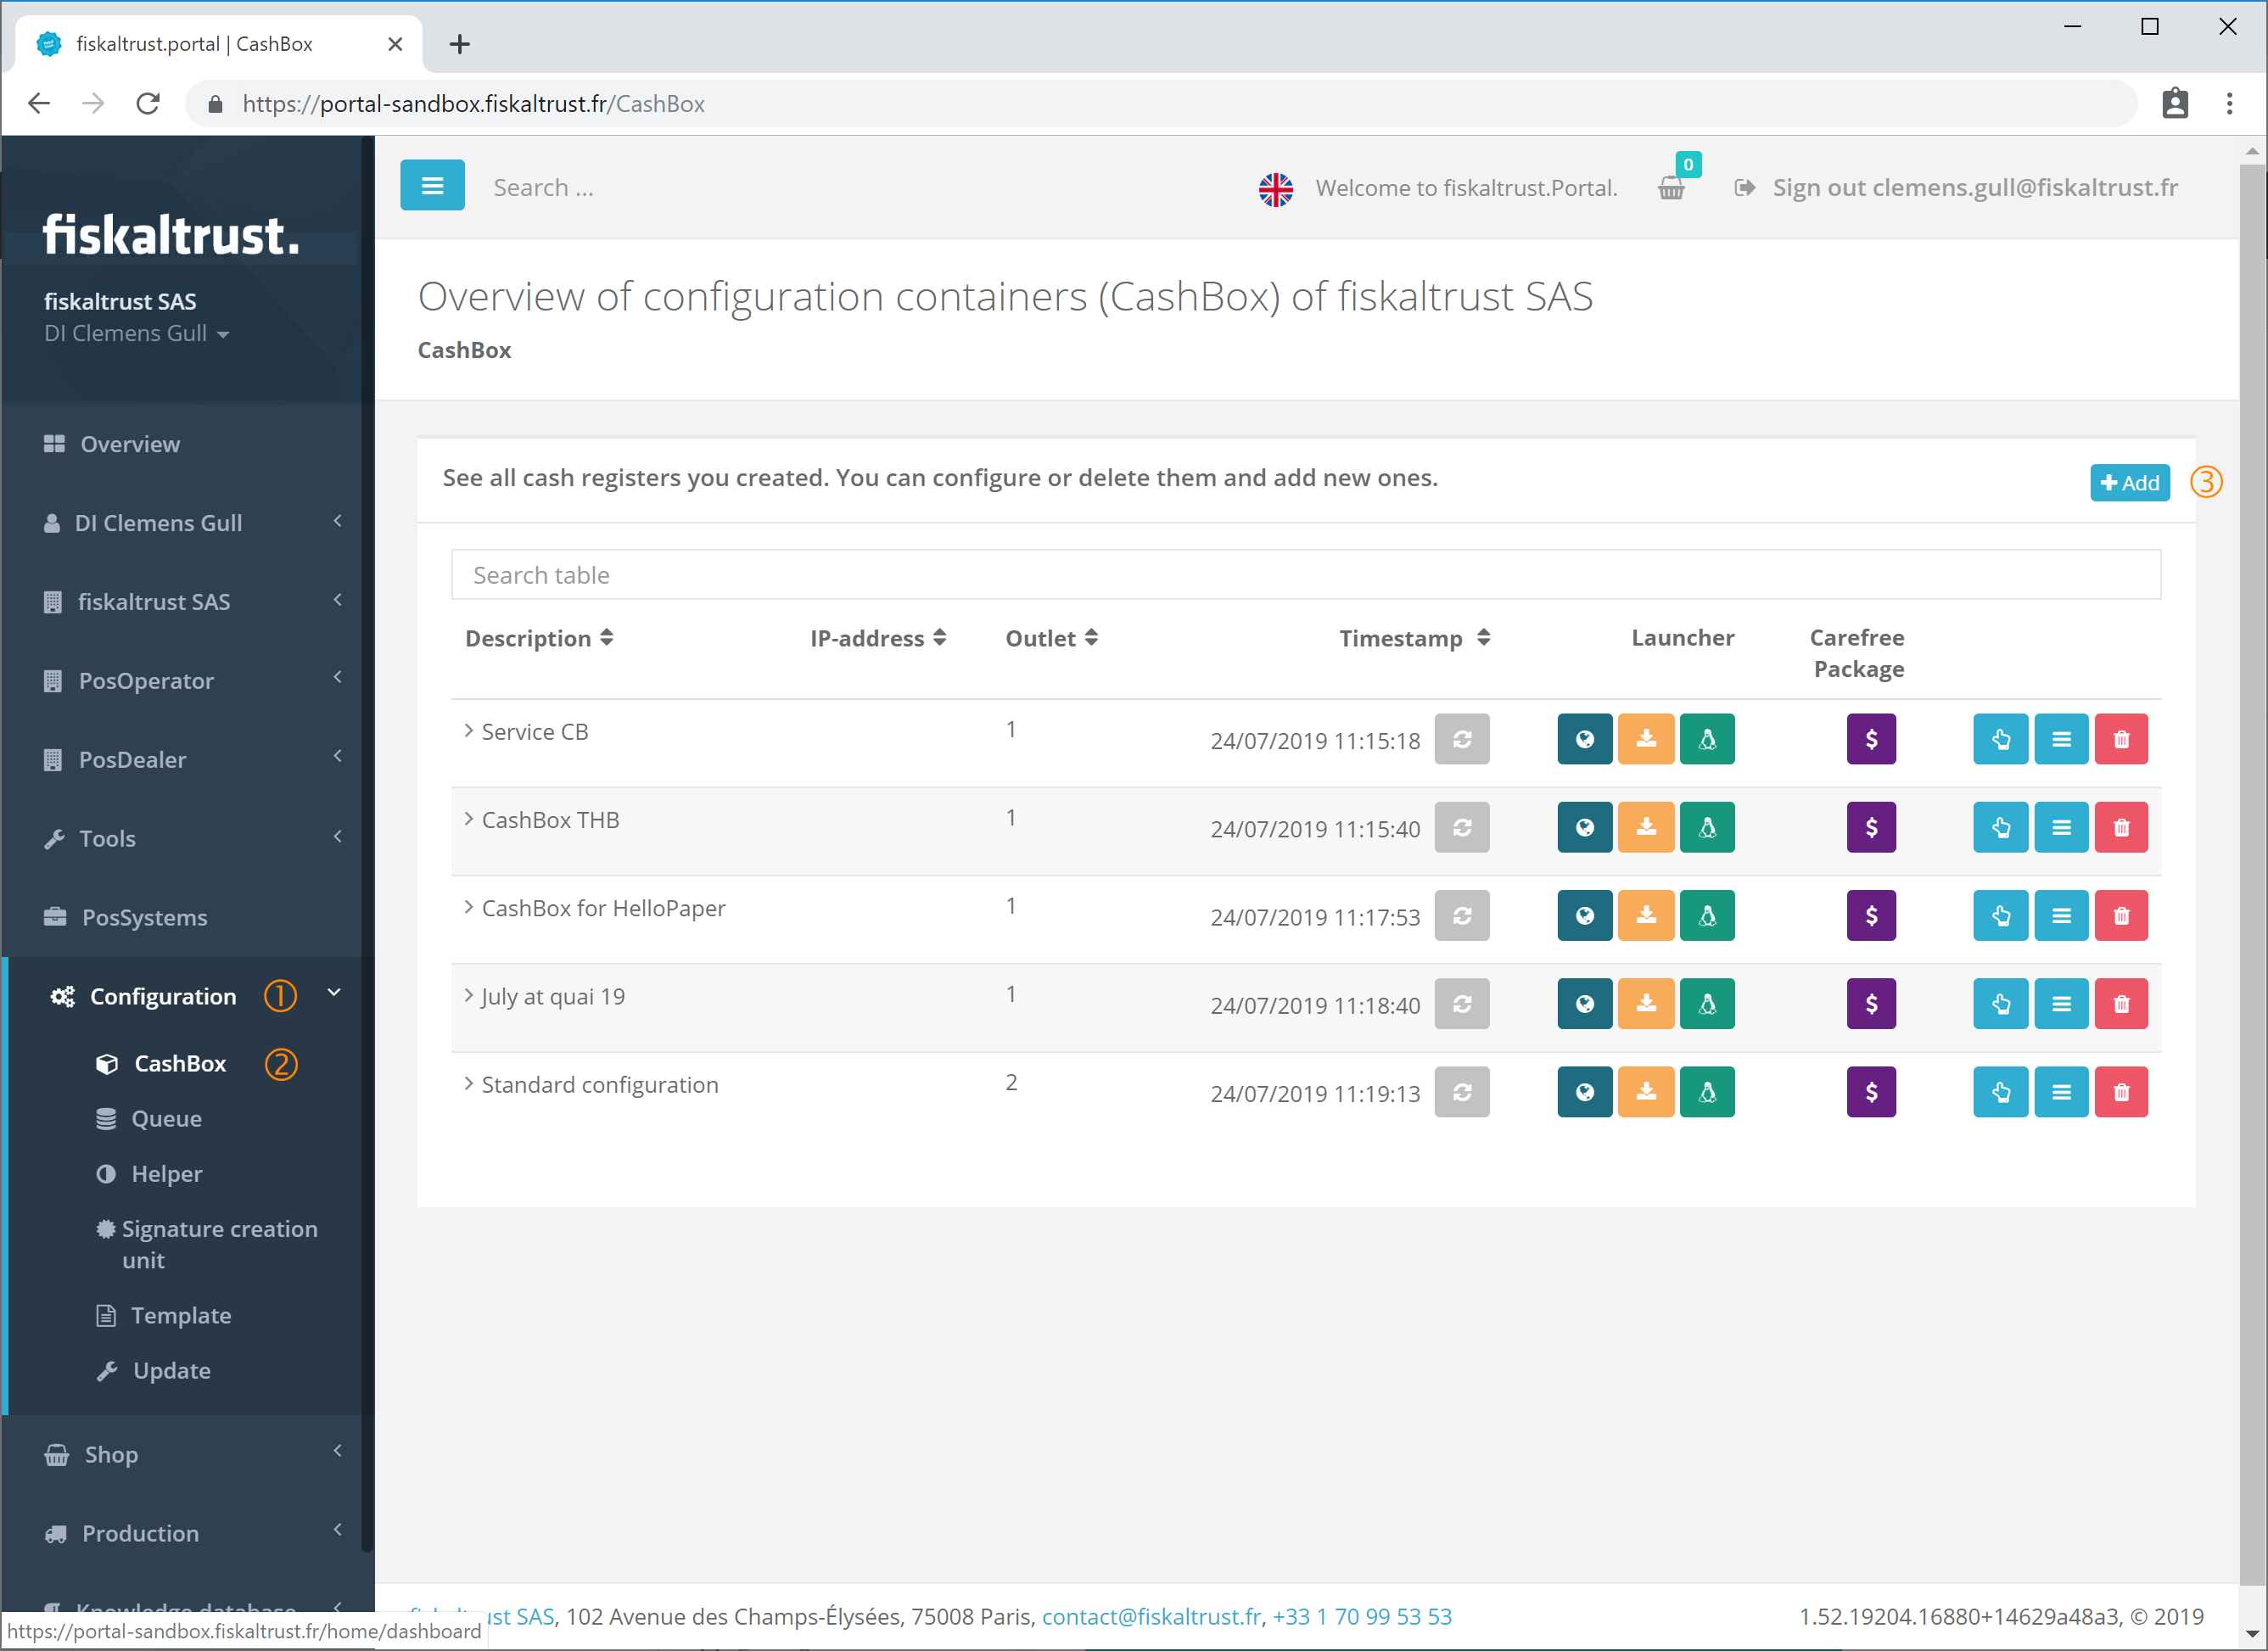 fiskaltrust.portal | CashBox
https://portal-sandbox.fiskaltrust.fr/CashBox
fiskaltrust.
fiskaltrust SAS
DI Clemens Gull
Overview
DI Clemens Gull
fiskaltrust SAS
PosOperator
PosDealer
Tools
PosSystems
Configuration ①
CashBox ②
Queue
Helper
Signature creation
unit
Template
Update
Shop
Production
Knowledge database
https://portal-sandbox.fiskaltrust.fr/home/dashboard
Search ...
Welcome to fiskaltrust.Portal.
0
Sign out clemens.gull@fiskaltrust.fr
Overview of configuration containers (CashBox) of fiskaltrust SAS
CashBox
See all cash registers you created. You can configure or delete them and add new ones.
Add ③
Search table
Description IP-address Outlet Timestamp Launcher Carefree
Package
Service CB 1 24/07/2019 11:15:18 $
CashBox THB 1 24/07/2019 11:15:40 $
CashBox for HelloPaper 1 24/07/2019 11:17:53 $
July at quai 19 1 24/07/2019 11:18:40 $
Standard configuration 2 24/07/2019 11:19:13 $
fiskaltrust SAS, 102 Avenue des Champs-Élysées, 75008 Paris, contact@fiskaltrust.fr, +33 1 70 99 53 53
1.52.19204.16880+14629a48a3, © 2019